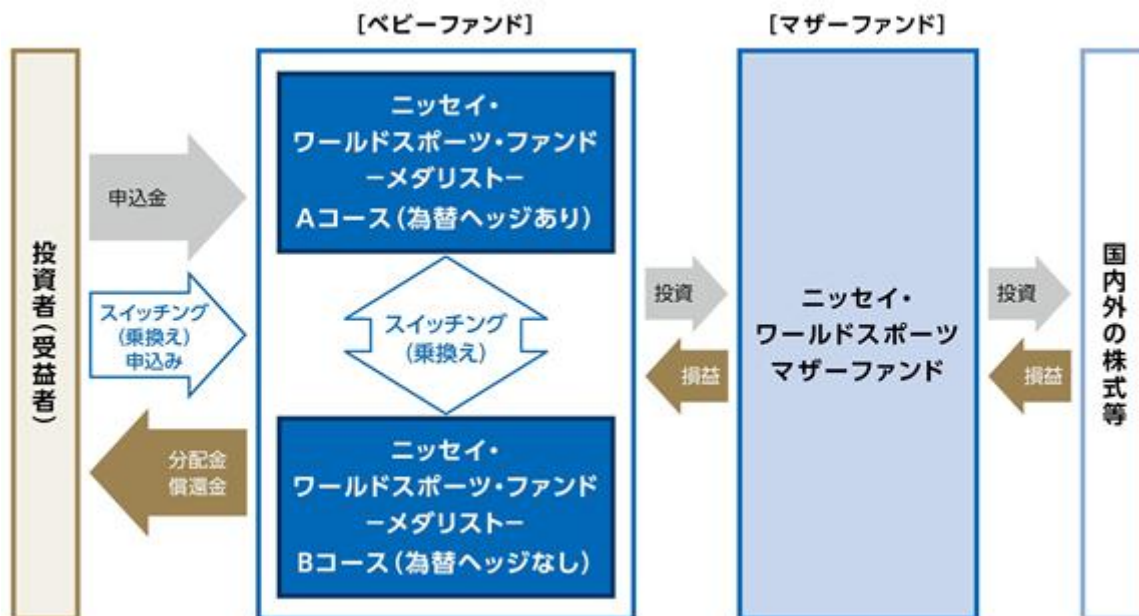 [ベビーファンド]
[マザーファンド]
投資者(受益者)
申込金
スイッチング
(乗換え)
申込み
分配金
償還金
ニッセイ・
ワールドスポーツ・ファンド
−メダリスト−
Aコース(為替ヘッジあり)
スイッチング
(乗換え)
ニッセイ・
ワールドスポーツ・ファンド
−メダリスト−
Bコース(為替ヘッジなし)
投資
損益
ニッセイ・
ワールドスポーツ
マザーファンド
投資
損益
国内外の株式等